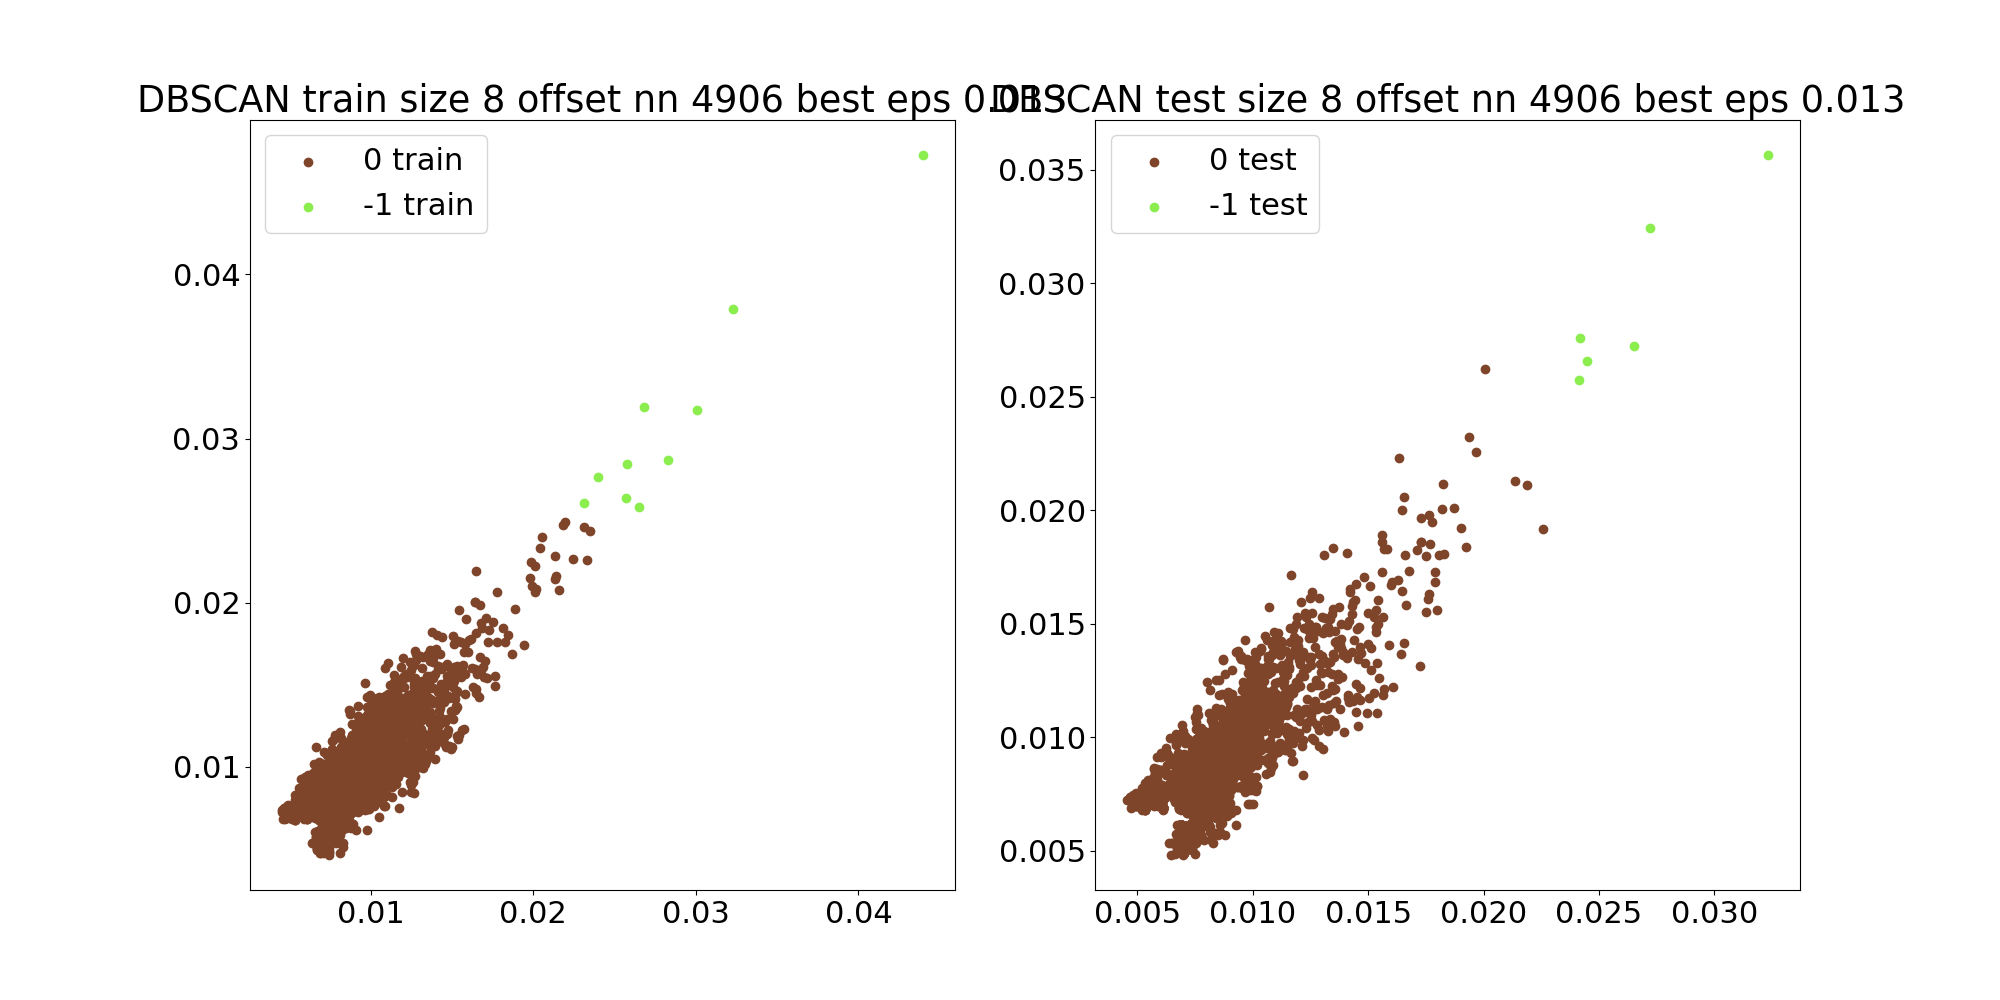 DBSCAN train size 8 offset nn 4906 best eps 0.013
0 train
-1 train
0.04
0.03
0.02
0.01
0.01 0.02 0.03 0.04
DBSCAN test size 8 offset nn 4906 best eps 0.013
0 test
-1 test
0.035
0.030
0.025
0.020
0.015
0.010
0.005
0.005 0.010 0.015 0.020 0.025 0.030